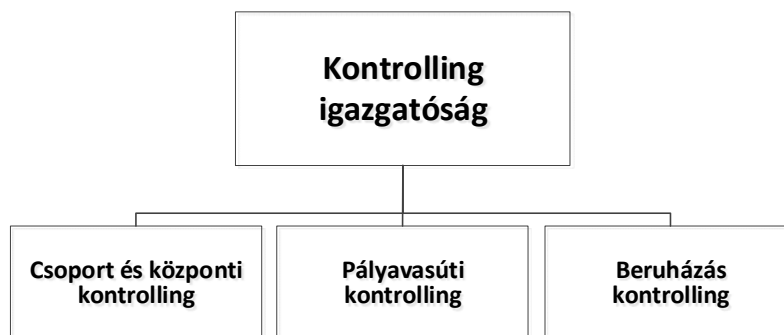 Kontrolling
igazgatóság
Csoport és központi
kontrolling
Pályavasúti
kontrolling
Beruházás
kontrolling